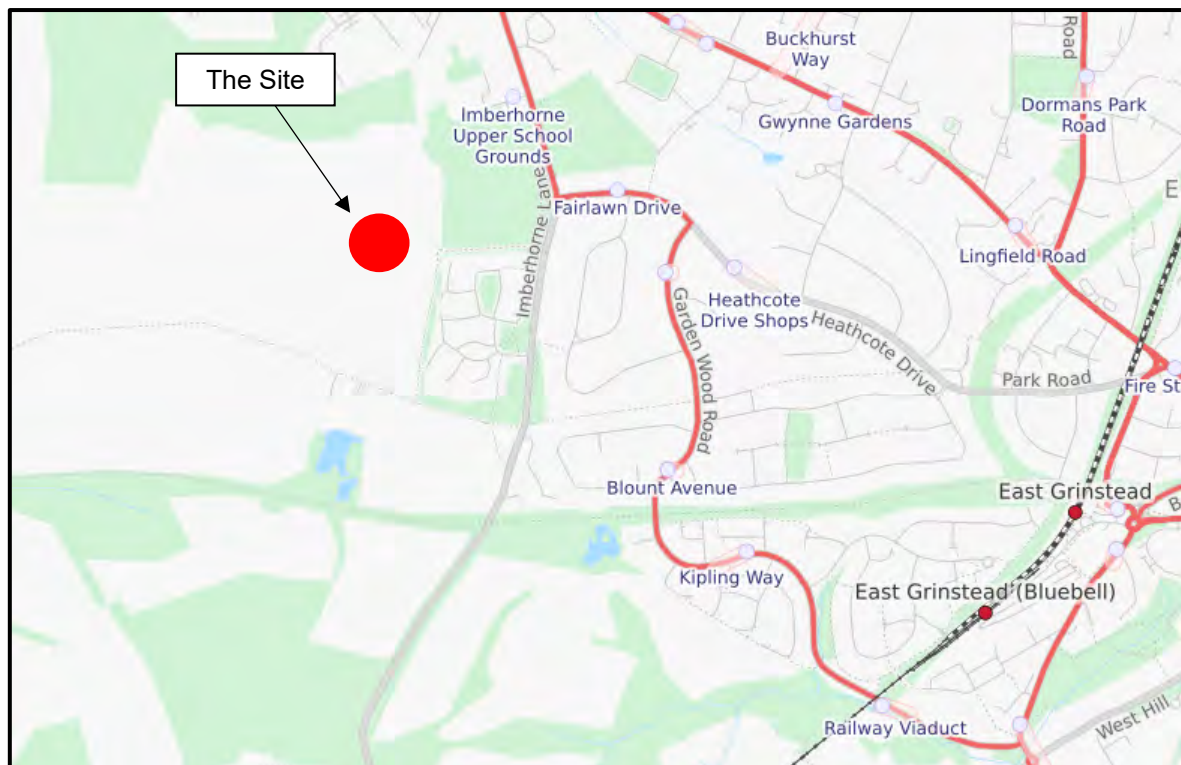 The Site
Buckhurst
Way
Road
Dormans Park
Road
Imberhorne
Upper School
Grounds
Gwynne Gardens
E
Imberhorne Lane
Fairlawn Drive
Lingfield Road
Heathcote
Drive Shops
Garden Wood Road
Heathcote Drive
Park Road
Fire St
Blount Avenue
East Grinstead
B
Kipling Way
East Grinstead (Bluebell)
Railway Viaduct
West Hill